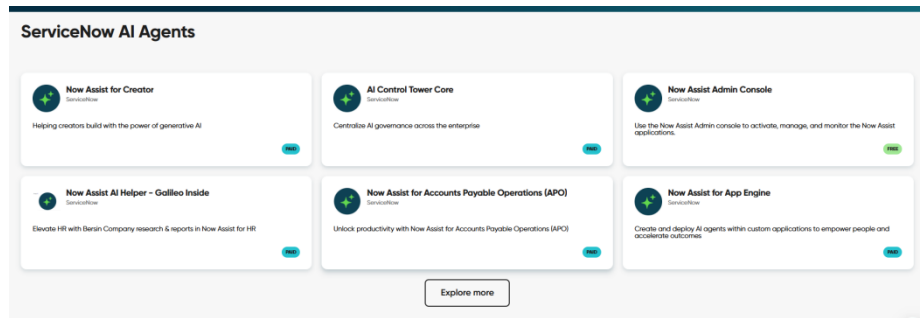 ServiceNow AI Agents
Now Assist for Creator
ServiceNow
Helping creators build with the power of generative AI
PAID
AI Control Tower Core
ServiceNow
Centralize AI governance across the enterprise
PAID
Now Assist Admin Console
ServiceNow
Use the Now Assist Admin console to activate, manage, and monitor the Now Assist
applications.
FREE
Now Assist AI Helper - Galileo Inside
ServiceNow
Elevate HR with Bersin Company research & reports in Now Assist for HR
PAID
Now Assist for Accounts Payable Operations (APO)
ServiceNow
Unlock productivity with Now Assist for Accounts Payable Operations (APO)
PAID
Now Assist for App Engine
ServiceNow
Create and deploy AI agents within custom applications to empower people and
accelerate outcomes
PAID
Explore more